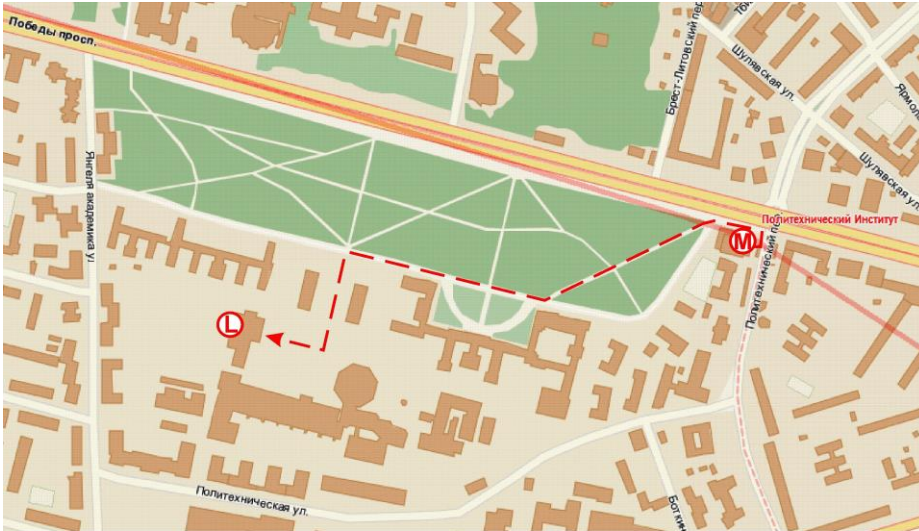 Победы просп.
Брест-Литовский пер
Шулявская ул.
Шулявская ул.
Янгеля академика ул
Политехнический Институт
М
Политехнический пер
L
Политехническая ул.